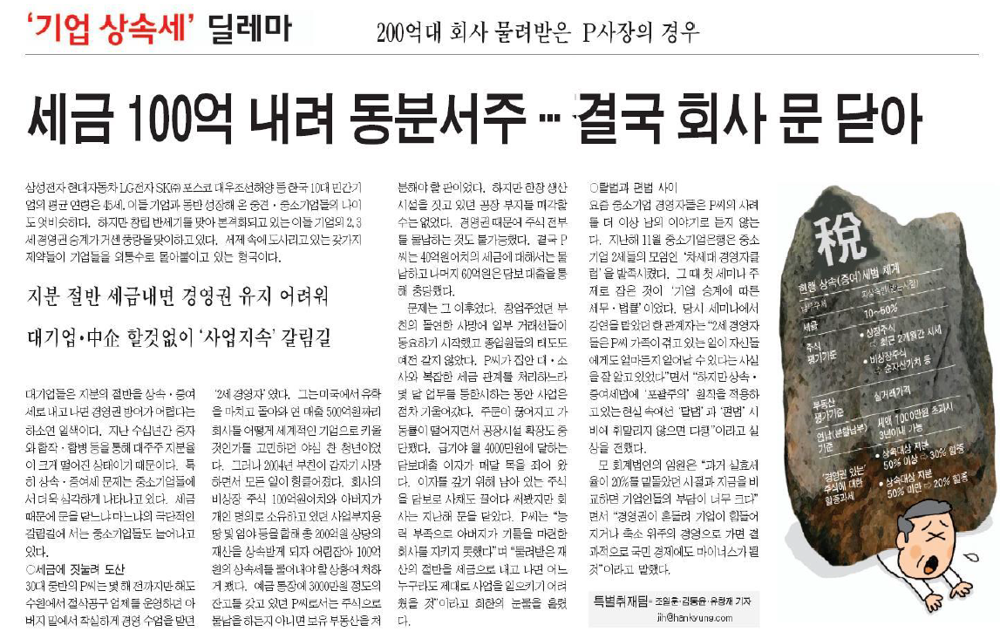 '기업 상속세' 딜레마
200억대 회사 물려받은 P사장의 경우
세금 100억 내려 동분서주 … 결국 회사 문 닫아
삼성전자 현대자동차 LG전자 SK㈜ 포스코 대우조선해양 등 한국 10대 민간기
업의 평균 연령은 45세. 이들 기업과 동반 성장해 온 중견·중소기업들의 나이
도 엇비슷하다. 하지만 창립 반세기를 맞아 본격화되고 있는 이들 기업의 2, 3
세 경영권 승계가 거센 풍랑을 맞이하고 있다. 세제 속에 도사리고 있는 갖가지
제약들이 기업들을 외통수로 몰아붙이고 있는 형국이다.
지분 절반 세금내면 경영권 유지 어려워
대기업·中企 할것없이 '사업지속' 갈림길
대기업들은 지분의 절반을 상속·증여
세로 내고 나면 경영권 방어가 어렵다는
하소연 일색이다. 지난 수십년간 증자
와 합작·합병 등을 통해 대주주 지분율
이 크게 떨어진 상태이기 때문이다. 특
히 상속·증여세 문제는 중소기업들에
서 더욱 심각하게 나타나고 있다. 세금
때문에 문을 닫느냐 마느냐의 극단적인
갈림길에 서는 중소기업들도 늘어나고
있다.
○세금에 짓눌려 도산
30대 중반의 P씨는 몇 해 전까지만 해도
수원에서 절삭공구 업체를 운영하던 아
버지 밑에서 착실하게 경영 수업을 받던
'2세 경영자'였다. 그는 미국에서 유학
을 마치고 돌아와 연 매출 500억원짜리
회사를 어떻게 세계적인 기업으로 키울
것인가를 고민하던 야심 찬 청년이었
다. 그러나 2004년 부친이 갑자기 사망
하면서 모든 일이 헝클어졌다. 회사의
비상장 주식 100억원어치와 아버지가
개인 명의로 소유하고 있던 사업부지용
땅 및 임야 등을 합해 총 200억원 상당의
재산을 상속받게 되자 어림잡아 100억
원의 상속세를 물어내야 할 상황에 처하
게 됐다. 예금 통장에 3000만원 정도의
잔고를 갖고 있던 P씨로서는 주식으로
물납을 하든지 아니면 보유 부동산을 처
분해야 할 판이었다. 하지만 한창 생산
시설을 짓고 있던 공장 부지를 매각할
수는 없었다. 경영권 때문에 주식 전부
를 물납하는 것도 불가능했다. 결국 P
씨는 40억원어치의 세금에 대해서는 물
납하고 나머지 60억원은 담보 대출을 통
해 충당했다.
문제는 그 이후였다. 창업주였던 부
친의 돌연한 사망에 일부 거래선들이
동요하기 시작했고 종업원들의 태도도
예전 같지 않았다. P씨가 집안 대·소
사와 복잡한 세금 관계를 처리하느라
몇 달 업무를 등한시하는 동안 사업은
점차 기울어갔다. 주문이 끊어지고 가
동률이 떨어지면서 공장시설 확장도 중
단됐다. 급기야 월 4000만원에 달하는
담보대출 이자가 매달 목을 죄어 왔
다. 이자를 갚기 위해 남아 있는 주식
을 담보로 사채도 끌어다 써봤지만 회
사는 지난해 문을 닫았다. P씨는 "능
력 부족으로 아버지가 기틀을 마련한
회사를 지키지 못했다"며 "물려받은 재
산의 절반을 세금으로 내고 나면 어느
누구라도 제대로 사업을 일으키기 어려
웠을 것"이라고 회한의 눈물을 흘렸
다.
○탈법과 편법 사이
요즘 중소기업 경영자들은 P씨의 사례
를 더 이상 남의 이야기로 듣지 않는
다. 지난해 11월 중소기업은행은 중소
기업 2세들의 모임인 '차세대 경영자클
럽'을 발족시켰다. 그 때 첫 세미나 주
제로 잡은 것이 '기업 승계에 따른
세무·법률'이었다. 당시 세미나에서
강연을 맡았던 한 관계자는 "2세 경영자
들은 P씨 가족이 겪고 있는 일이 자신들
에게도 얼마든지 일어날 수 있다는 사실
을 잘 알고 있었다"면서 "하지만 상속·
증여세법에 '포괄주의' 원칙을 적용하
고 있는 현실 속에선 '탈법'과 '편법' 시
비에 휘말리지 않으면 다행"이라고 실
상을 전했다.
모 회계법인의 임원은 "과거 실효세
율이 20%를 밑돌았던 시절과 지금을 비
교하면 기업인들의 부담이 너무 크다"
면서 "경영권이 흔들려 기업이 힘들어
지거나 축소 위주의 경영으로 가면 결
과적으로 국민 경제에도 마이너스가 될
것"이라고 말했다.
특별취재팀= 조일훈·김동윤·유창재 기자
jih@hankyung.com
稅
현행 상속(증여)세법 체계
납부주체 피상속인(받는사람)
세율 10~50%
주식
평가기준
• 상장주식
⇨ 최근 2개월간 시세
• 비상장주식
⇨ 순자산가치 등
부동산
평가기준
실거래가격
연납(분할납부)
기준
세액 1000만원 초과시
3년이내 가능
'경영권 있는'
주식에 대한
할증과세
• 상속대상 지분
50% 이상 ⇨ 30% 할증
• 상속대상 지분
50% 미만 ⇨ 20% 할증